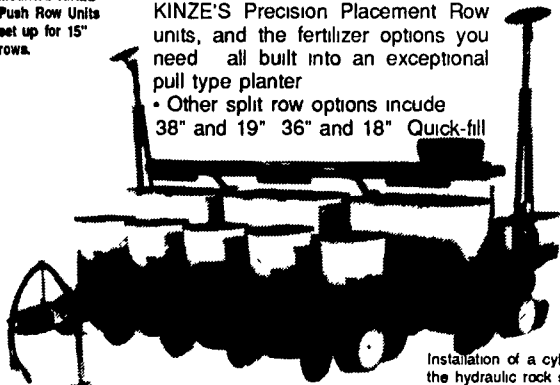 Push Row Units
set up for 15"
rows.
KINZE'S Precision Placement Row
units, and the fertilizer options you
need all built into an exceptional
pull type planter
• Other split row options incude
38" and 19" 36" and 18" Quick-fill
Installation of a
the hydraulic rock